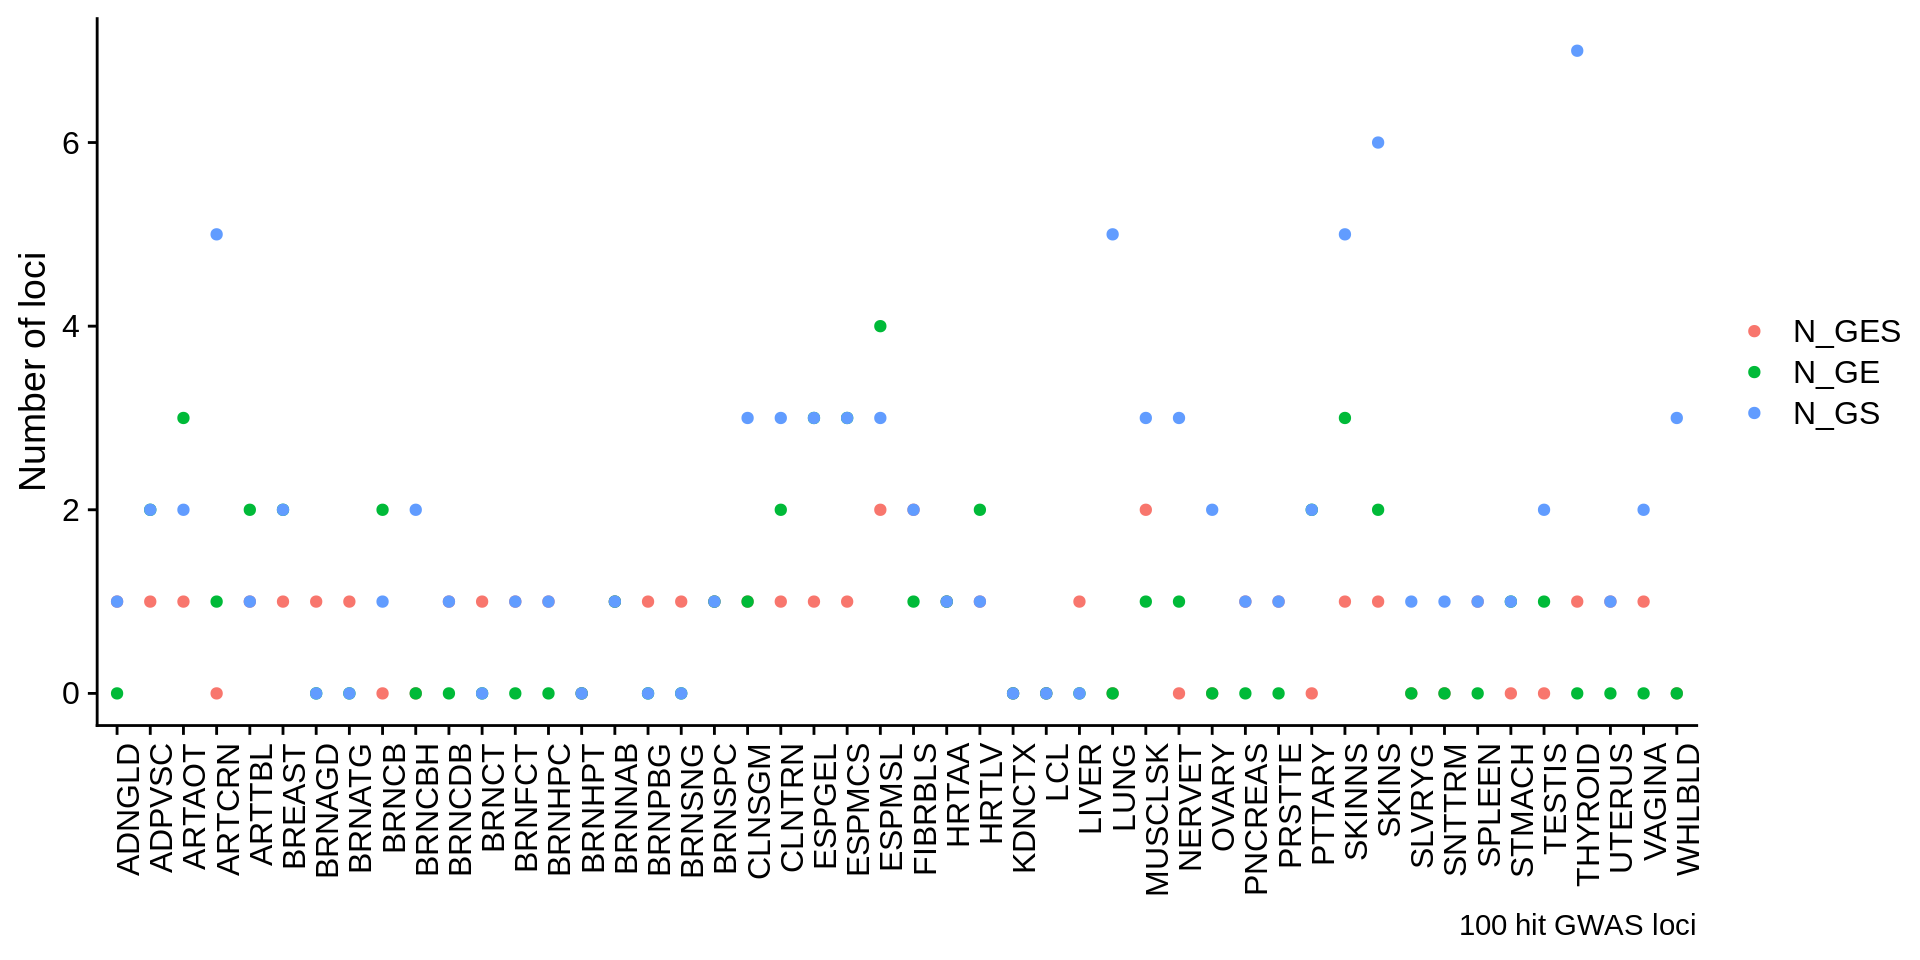 Number of loci
6
4
2
0
ADNGLD
ADPVSC
ARTAOT
ARTCRN
ARTTBL
BREAST
BRNAGD
BRNATG
BRNCB
BRNCBH
BRNCDB
BRNCT
BRNFCT
BRNHPC
BRNHPT
BRNNAB
BRNPBG
BRNSNG
BRNSPC
CLNSGM
CLNTRN
ESPGEL
ESPMCS
ESPMSL
FIBRBLS
HRTAA
HRTLV
KDNCTX
LCL
LIVER
LUNG
MUSCLSK
NERVET
OVARY
PNCREAS
PRSTTE
PTTARY
SKINNS
SKINS
SLVRYG
SNTTRM
SPLEEN
STMACH
TESTIS
THYROID
UTERUS
VAGINA
WHLBLD
N_GES
N_GE
N_GS
100 hit GWAS loci